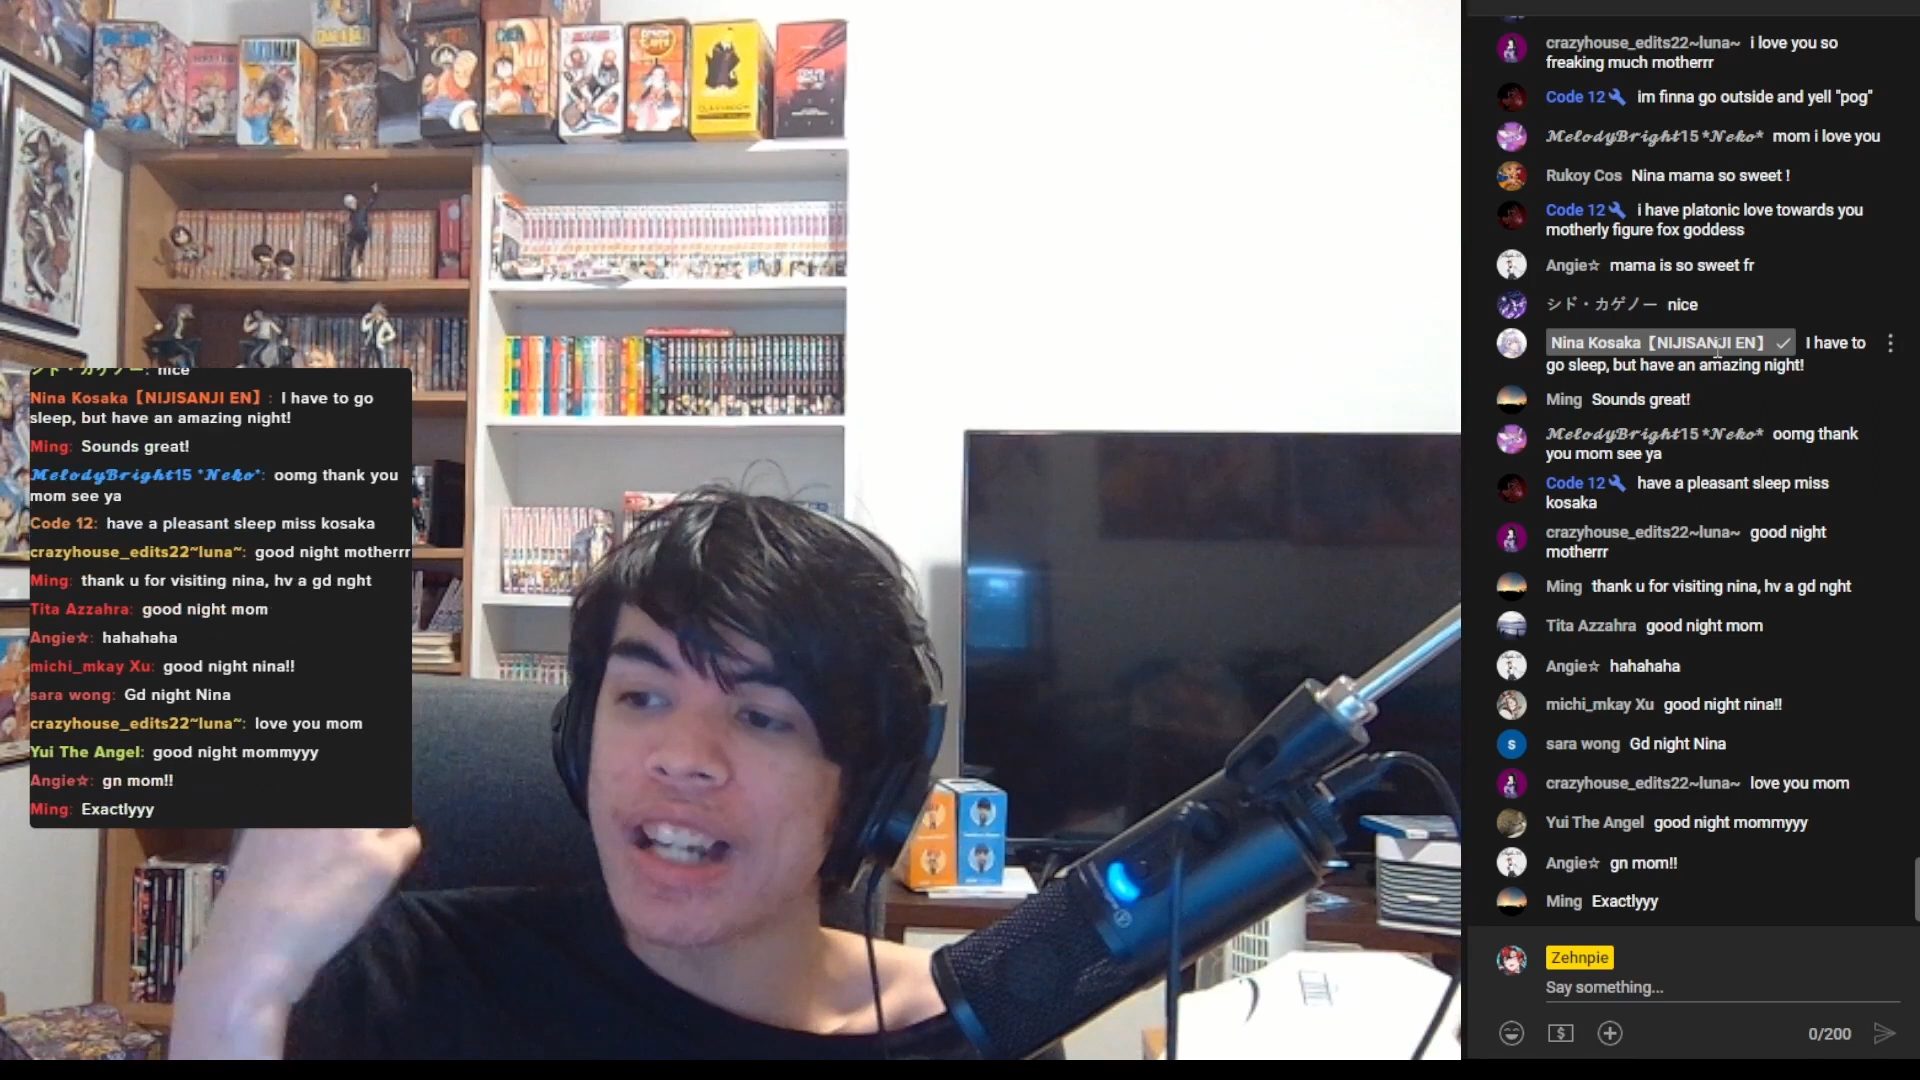 シド・カゲノー: nice
Nina Kosaka【NIJISANJI EN】: I have to go
sleep, but have an amazing night!
Ming: Sounds great!
𝓜𝓮𝓵𝓸𝓭𝔂𝓑𝓻𝓲𝓰𝓱𝓽15 *𝓝𝓮𝓴𝓸*: oomg thank you
mom see ya
Code 12: have a pleasant sleep miss kosaka
crazyhouse_edits22~luna~: good night motherrr
Ming: thank u for visiting nina, hv a gd nght
Tita Azzahra: good night mom
Angie☆: hahahaha
michi_mkay Xu: good night nina!!
sara wong: Gd night Nina
crazyhouse_edits22~luna~: love you mom
Yui The Angel: good night mommyyy
Angie☆: gn mom!!
Ming: Exactlyyy
BAKUMAN
crazyhouse_edits22~luna~ i love you so
freaking much motherrr
Code 12 im finna go outside and yell "pog"
𝓜𝓮𝓵𝓸𝓭𝔂𝓑𝓻𝓲𝓰𝓱𝓽15 *𝓝𝓮𝓴𝓸* mom i love you
Rukoy Cos Nina mama so sweet !
Code 12 i have platonic love towards you
motherly figure fox goddess
Angie☆ mama is so sweet fr
シド・カゲノー nice
Nina Kosaka【NIJISANJI EN】 I have to
go sleep, but have an amazing night!
Ming Sounds great!
𝓜𝓮𝓵𝓸𝓭𝔂𝓑𝓻𝓲𝓰𝓱𝓽15 *𝓝𝓮𝓴𝓸* oomg thank
you mom see ya
Code 12 have a pleasant sleep miss
kosaka
crazyhouse_edits22~luna~ good night
motherrr
Ming thank u for visiting nina, hv a gd nght
Tita Azzahra good night mom
Angie☆ hahahaha
michi_mkay Xu good night nina!!
s
sara wong Gd night Nina
crazyhouse_edits22~luna~ love you mom
Yui The Angel good night mommyyy
Angie☆ gn mom!!
Ming Exactlyyy
Zehnpie
Say something...
0/200